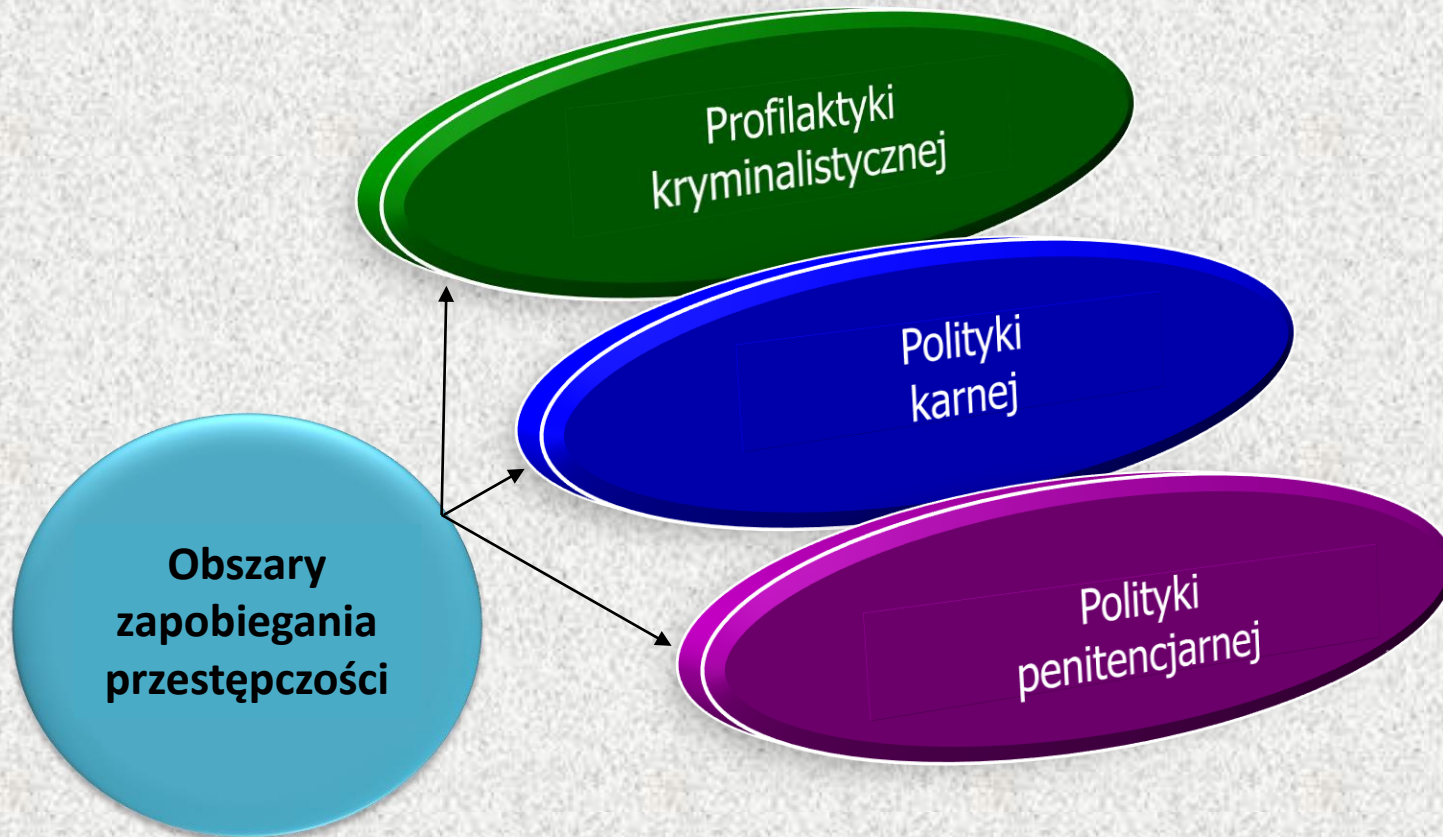 Profilaktyki
kryminalistycznej
Polityki
karnej
Obszary
zapobiegania
przestępczości
Polityki
penitencjarnej